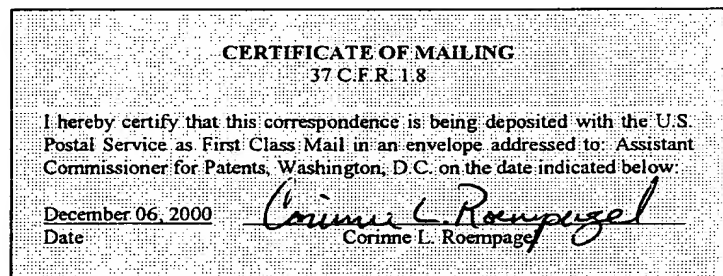 CERTIFICATE OF MAILING
37 C.F.R. 1.8
I hereby certify that this correspondence is being deposited with the U.S.
Postal Service as First Class Mail in an envelope addressed to: Assistant
Commissioner for Patents, Washington, D.C. on the date indicated below:
December 06, 2000 Corinne L. Roempagel
Date Corinne L. Roempagel